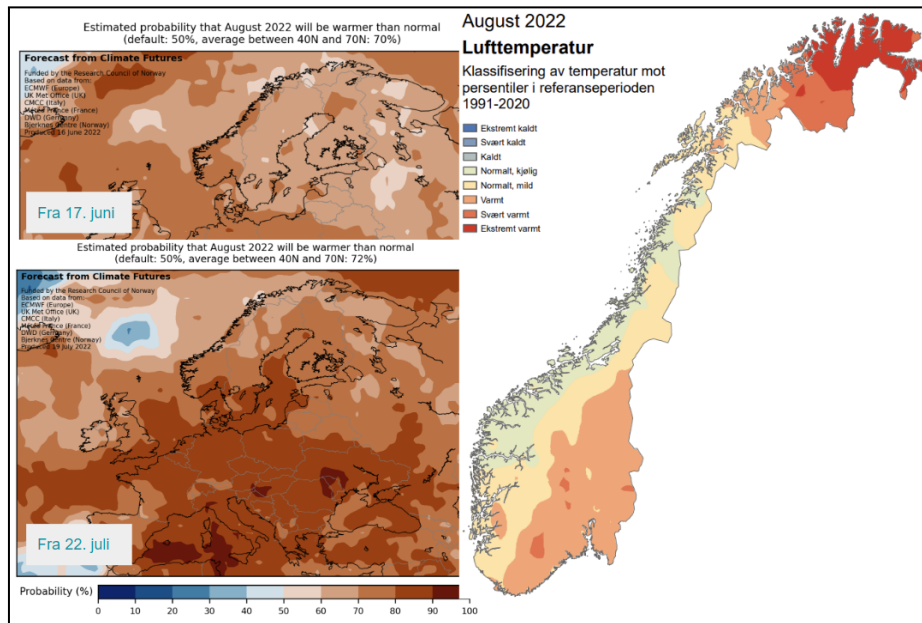 Estimated probability that August 2022 will be warmer than normal
(default: 50%, average between 40N and 70N: 70%)
Forecast from Climate Futures
Funded by the Research Council of Norway
Based on data from:
ECMWF (Europe)
UK Met Office (UK)
CMCC (Italy)
Météo France (France)
DWD (Germany)
Bjerknes Centre (Norway)
Produced 16 June 2022
Fra 17. juni
Estimated probability that August 2022 will be warmer than normal
(default: 50%, average between 40N and 70N: 72%)
Forecast from Climate Futures
Funded by the Research Council of Norway
Based on data from:
ECMWF (Europe)
UK Met Office (UK)
CMCC (Italy)
Météo France (France)
DWD (Germany)
Bjerknes Centre (Norway)
Produced 19 July 2022
Fra 22. juli
Probability (%)
0 10 20 30 40 50 60 70 80 90 100
August 2022
Lufttemperatur
Klassifisering av temperatur mot
persentiler i referanseperioden
1991-2020
Ekstremt kaldt
Svært kaldt
Kaldt
Normalt, kjølig
Normalt, mild
Varmt
Svært varmt
Ekstremt varmt